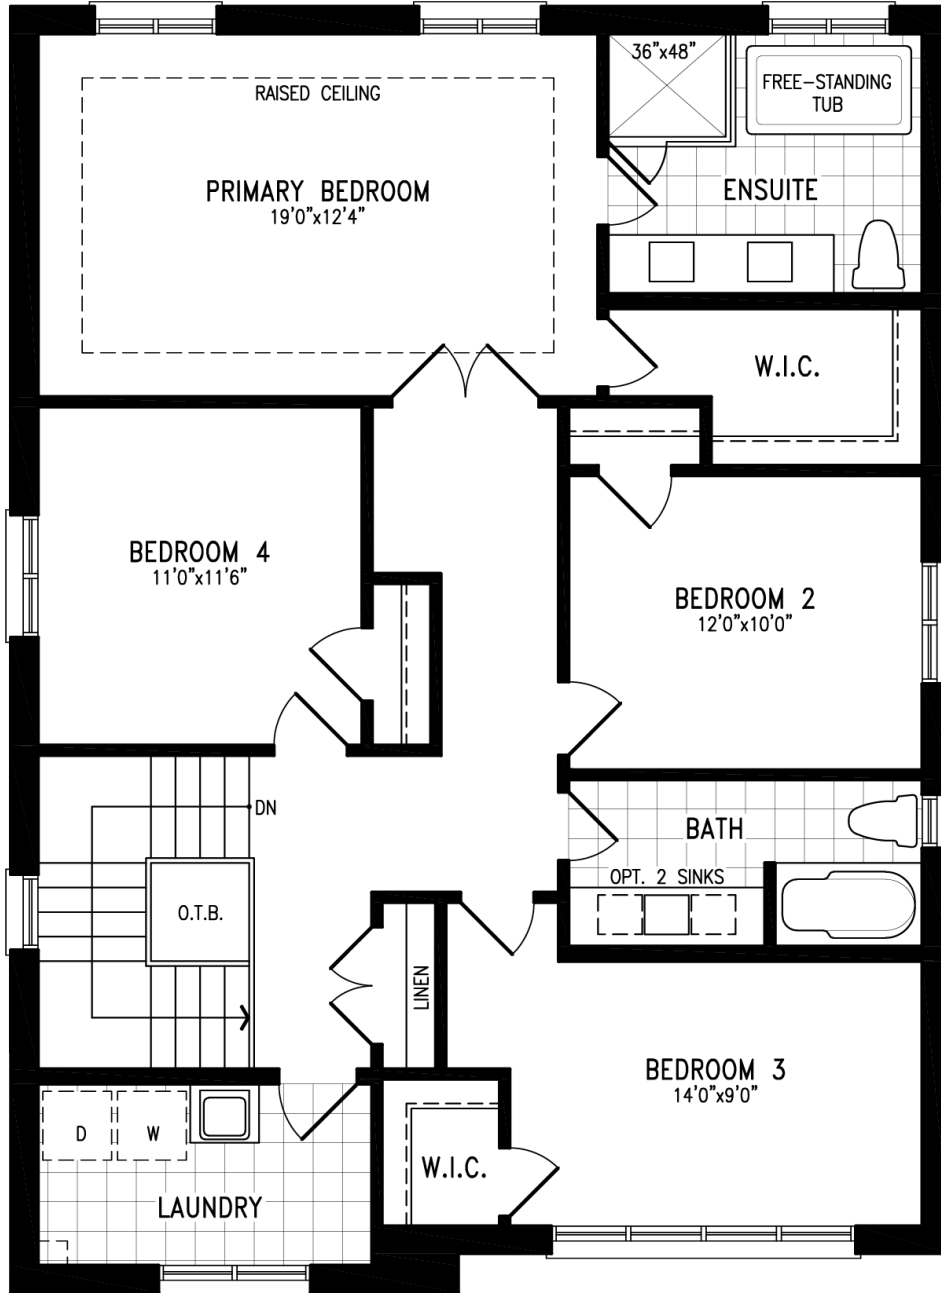 36"x48"
FREE-STANDING
TUB
RAISED CEILING
PRIMARY BEDROOM
19'0"x12'4"
ENSUITE
W.I.C.
BEDROOM 4
11'0"x11'6"
BEDROOM 2
12'0"x10'0"
DN
BATH
OPT. 2 SINKS
O.T.B.
LINEN
BEDROOM 3
14'0"x9'0"
D
W
W.I.C.
LAUNDRY